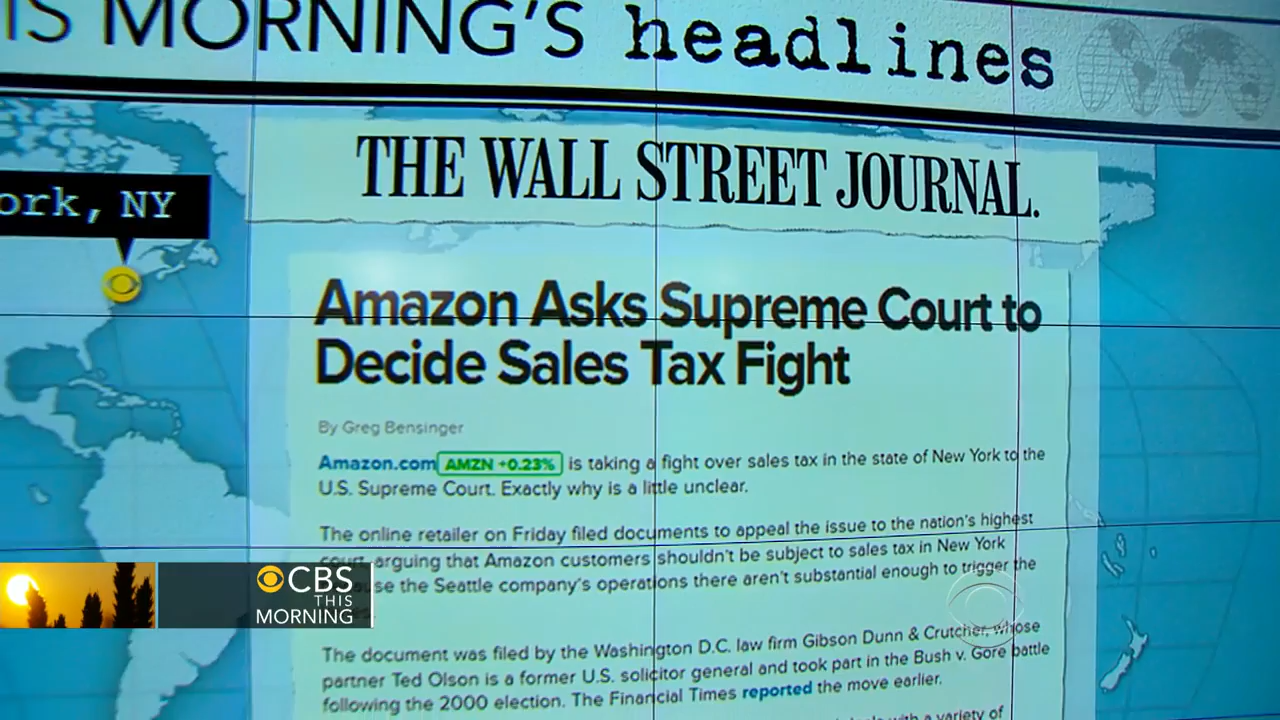 IS MORNING'S headlines
THE WALL STREET JOURNAL.
ork, NY
Amazon Asks Supreme Court to
Decide Sales Tax Fight
By Greg Bensinger
Amazon.com AMZN +0.23% is taking a fight over sales tax in the state of New York to the
U.S. Supreme Court. Exactly why is a little unclear.
The online retailer on Friday filed documents to appeal the issue to the nation's highest
court, arguing that Amazon customers shouldn't be subject to sales tax in New York
use the Seattle company's operations there aren't substantial enough to trigger the
CBS
THIS
MORNING
The document was filed by the Washington D.C. law firm Gibson Dunn & Crutcher, whose
partner Ted Olson is a former U.S. solicitor general and took part in the Bush v. Gore battle
following the 2000 election. The Financial Times reported the move earlier.
with a variety of